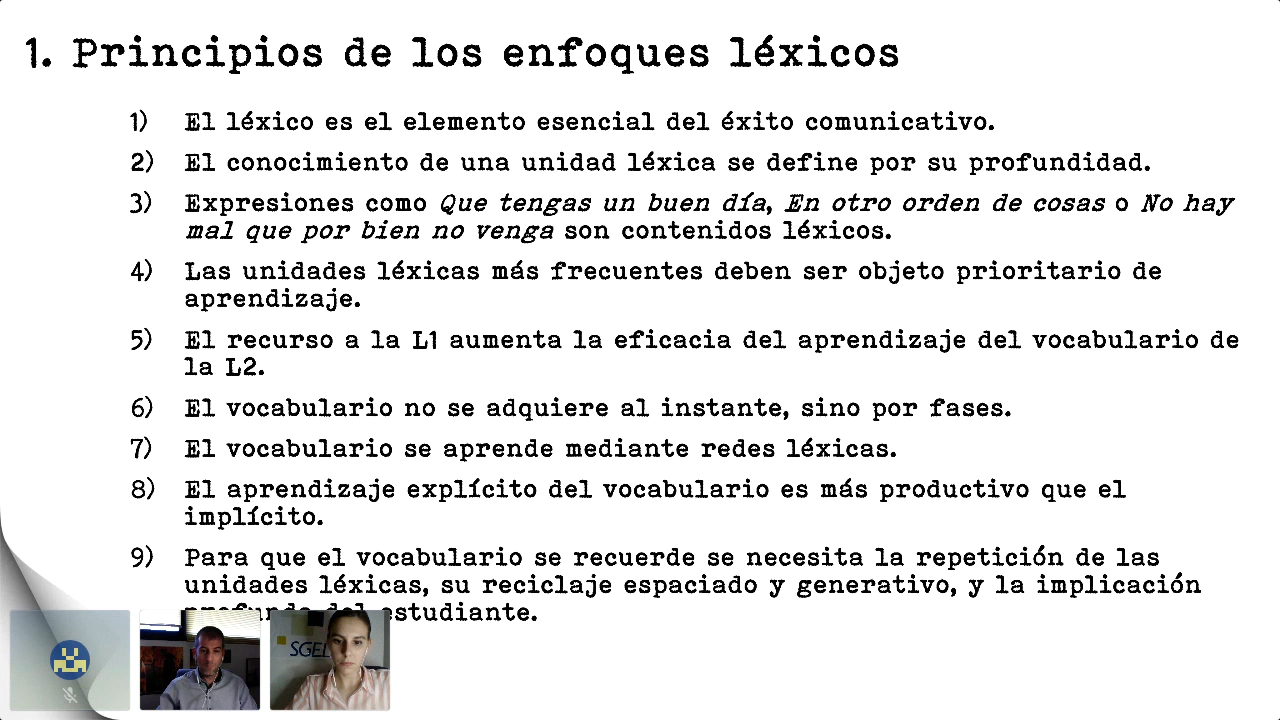 1. Principios de los enfoques léxicos
1) El léxico es el elemento esencial del éxito comunicativo.
2) El conocimiento de una unidad léxica se define por su profundidad.
3) Expresiones como Que tengas un buen día, En otro orden de cosas o No hay
mal que por bien no venga son contenidos léxicos.
4) Las unidades léxicas más frecuentes deben ser objeto prioritario de
aprendizaje.
5) El recurso a la L1 aumenta la eficacia del aprendizaje del vocabulario de
la L2.
6) El vocabulario no se adquiere al instante, sino por fases.
7) El vocabulario se aprende mediante redes léxicas.
8) El aprendizaje explícito del vocabulario es más productivo que el
implícito.
9) Para que el vocabulario se recuerde se necesita la repetición de las
unidades léxicas, su reciclaje espaciado y generativo, y la implicación
profunda del estudiante.
SGEL